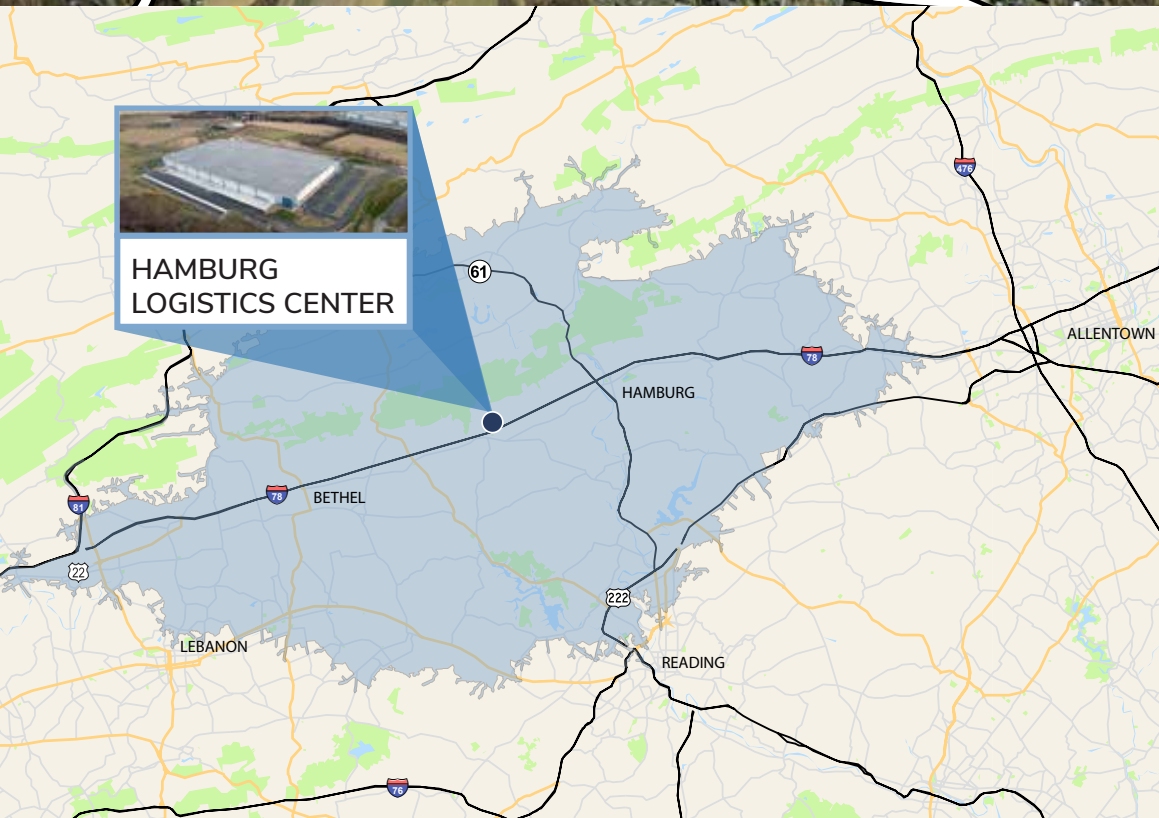 476
HAMBURG
LOGISTICS CENTER
61
ALLENTOWN
78
HAMBURG
78
BETHEL
81
22
222
LEBANON
READING
76